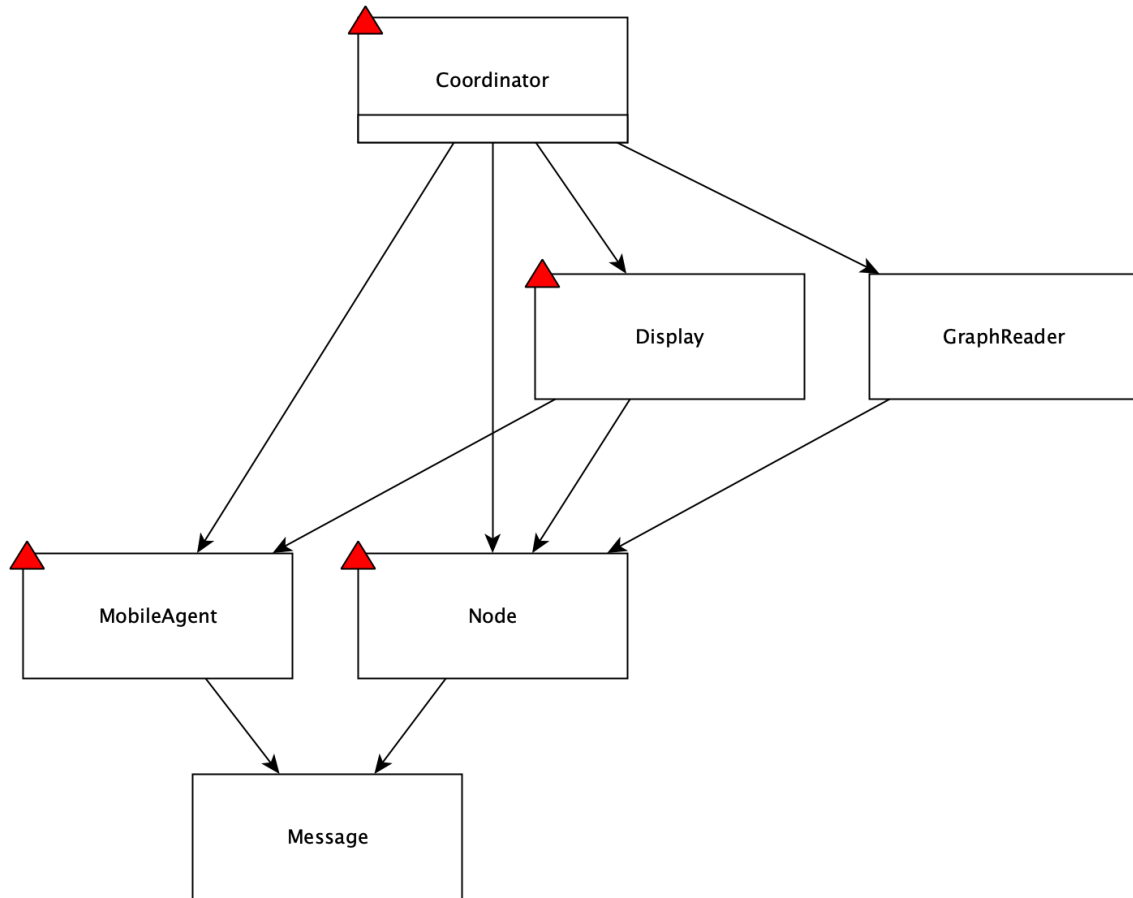 Coordinator
Display
GraphReader
MobileAgent
Node
Message